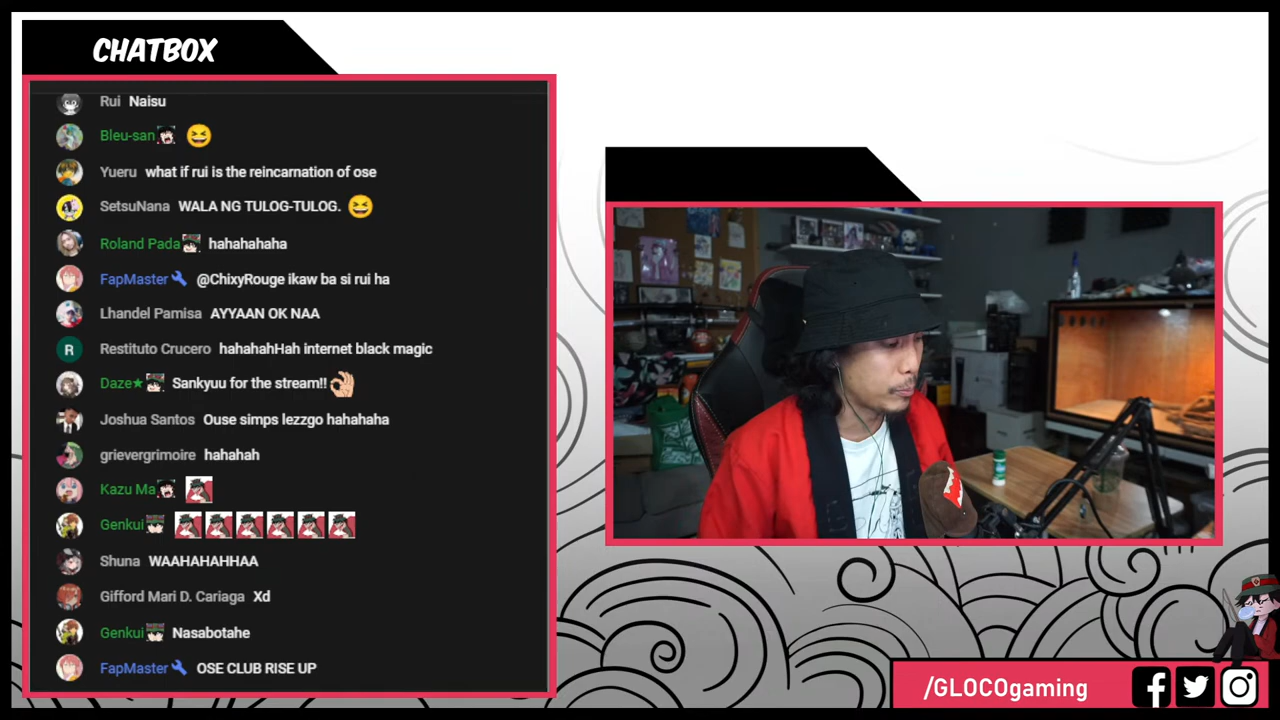 CHATBOX
Rui Naisu
Bleu-san
Yueru what if rui is the reincarnation of ose
SetsuNana WALA NG TULOG-TULOG.
Roland Pada hahahahaha
FapMaster @ChixyRouge ikaw ba si rui ha
Lhandel Pamisa AYYAAN OK NAA
R Restituto Crucero hahahahHah internet black magic
Daze★ Sankyuu for the stream!!
Joshua Santos Ouse simps lezzgo hahahaha
grievergrimoire hahahah
Kazu Ma
Genkui
Shuna WAAHAHAHHAA
Gifford Mari D. Cariaga Xd
Genkui Nasabotahe
FapMaster OSE CLUB RISE UP
/GLOCOgaming